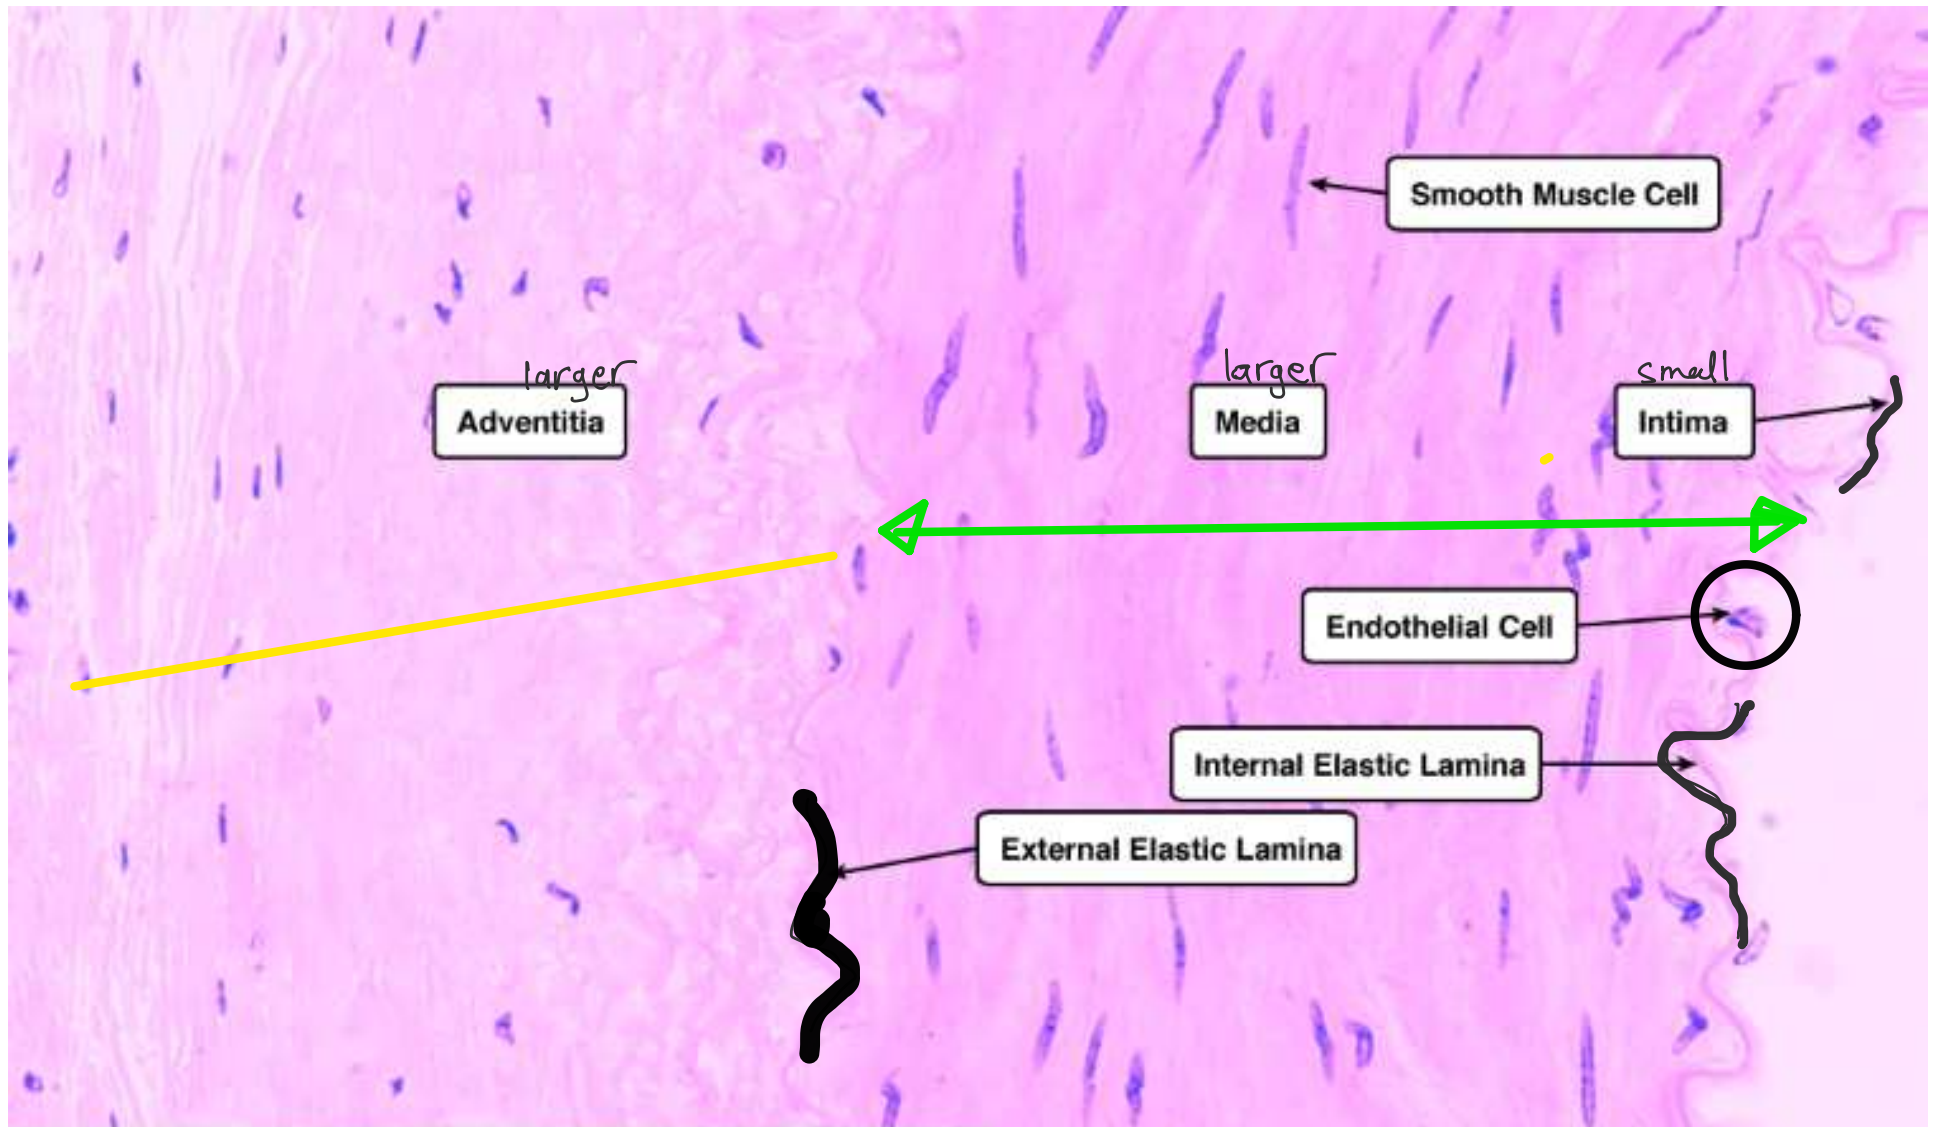 Smooth Muscle Cell
larger
Adventitia
larger
Media
small
Intima
Endothelial Cell
Internal Elastic Lamina
External Elastic Lamina